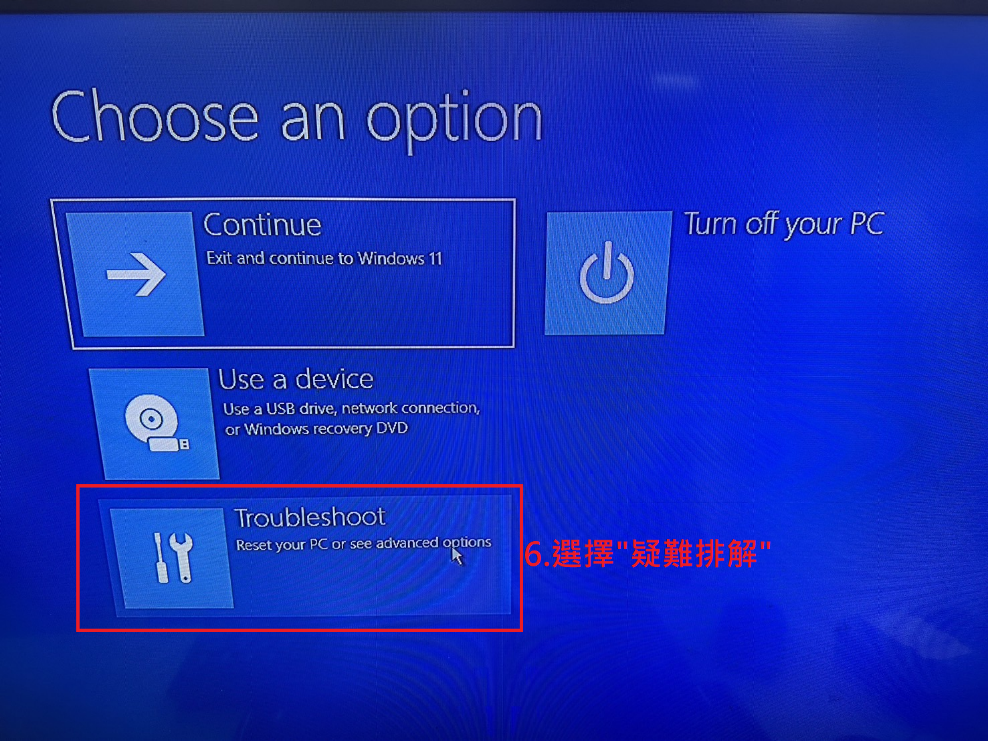 Choose an option
Continue
Exit and continue to Windows 11
Turn off your PC
Use a device
Use a USB drive, network connection,
or Windows recovery DVD
Troubleshoot
Reset your PC or see advanced options
6.選擇"疑難排解"